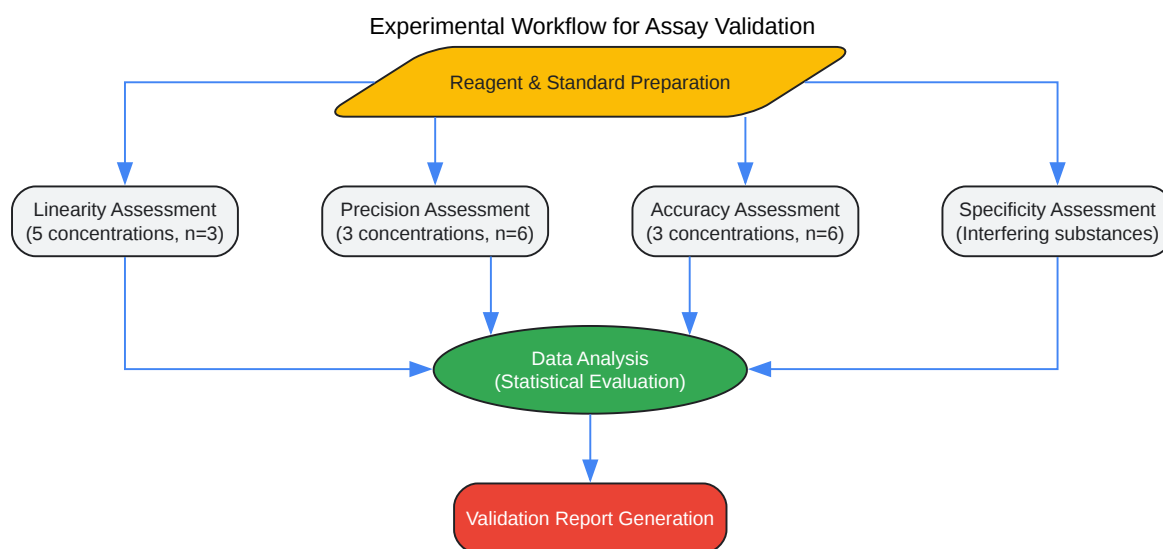 Experimental Workflow for Assay Validation
Reagent & Standard Preparation
Linearity Assessment
(5 concentrations, n=3)
Precision Assessment
(3 concentrations, n=6)
Accuracy Assessment
(3 concentrations, n=6)
Specificity Assessment
(Interfering substances)
Data Analysis
(Statistical Evaluation)
Validation Report Generation